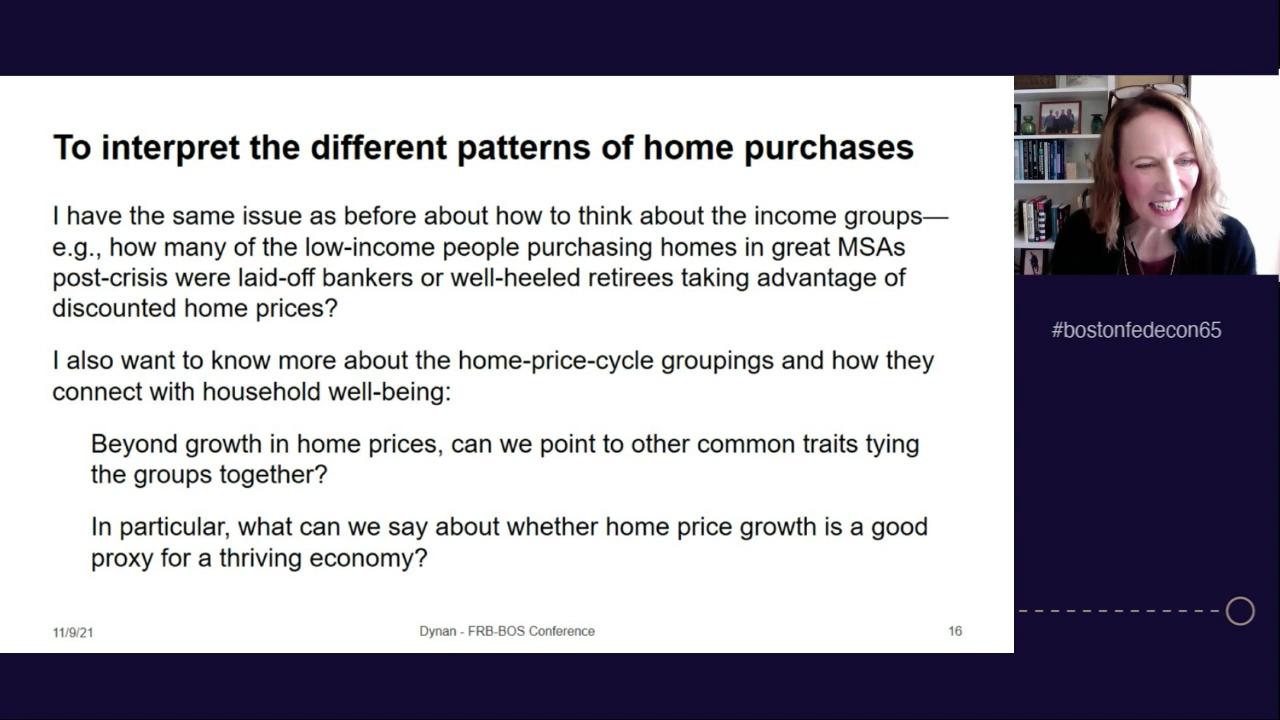 To interpret the different patterns of home purchases
I have the same issue as before about how to think about the income groups—
e.g., how many of the low-income people purchasing homes in great MSAs
post-crisis were laid-off bankers or well-heeled retirees taking advantage of
discounted home prices?
I also want to know more about the home-price-cycle groupings and how they
connect with household well-being:
Beyond growth in home prices, can we point to other common traits tying
the groups together?
In particular, what can we say about whether home price growth is a good
proxy for a thriving economy?
11/9/21
Dynan - FRB-BOS Conference
16
#bostonfedecon65